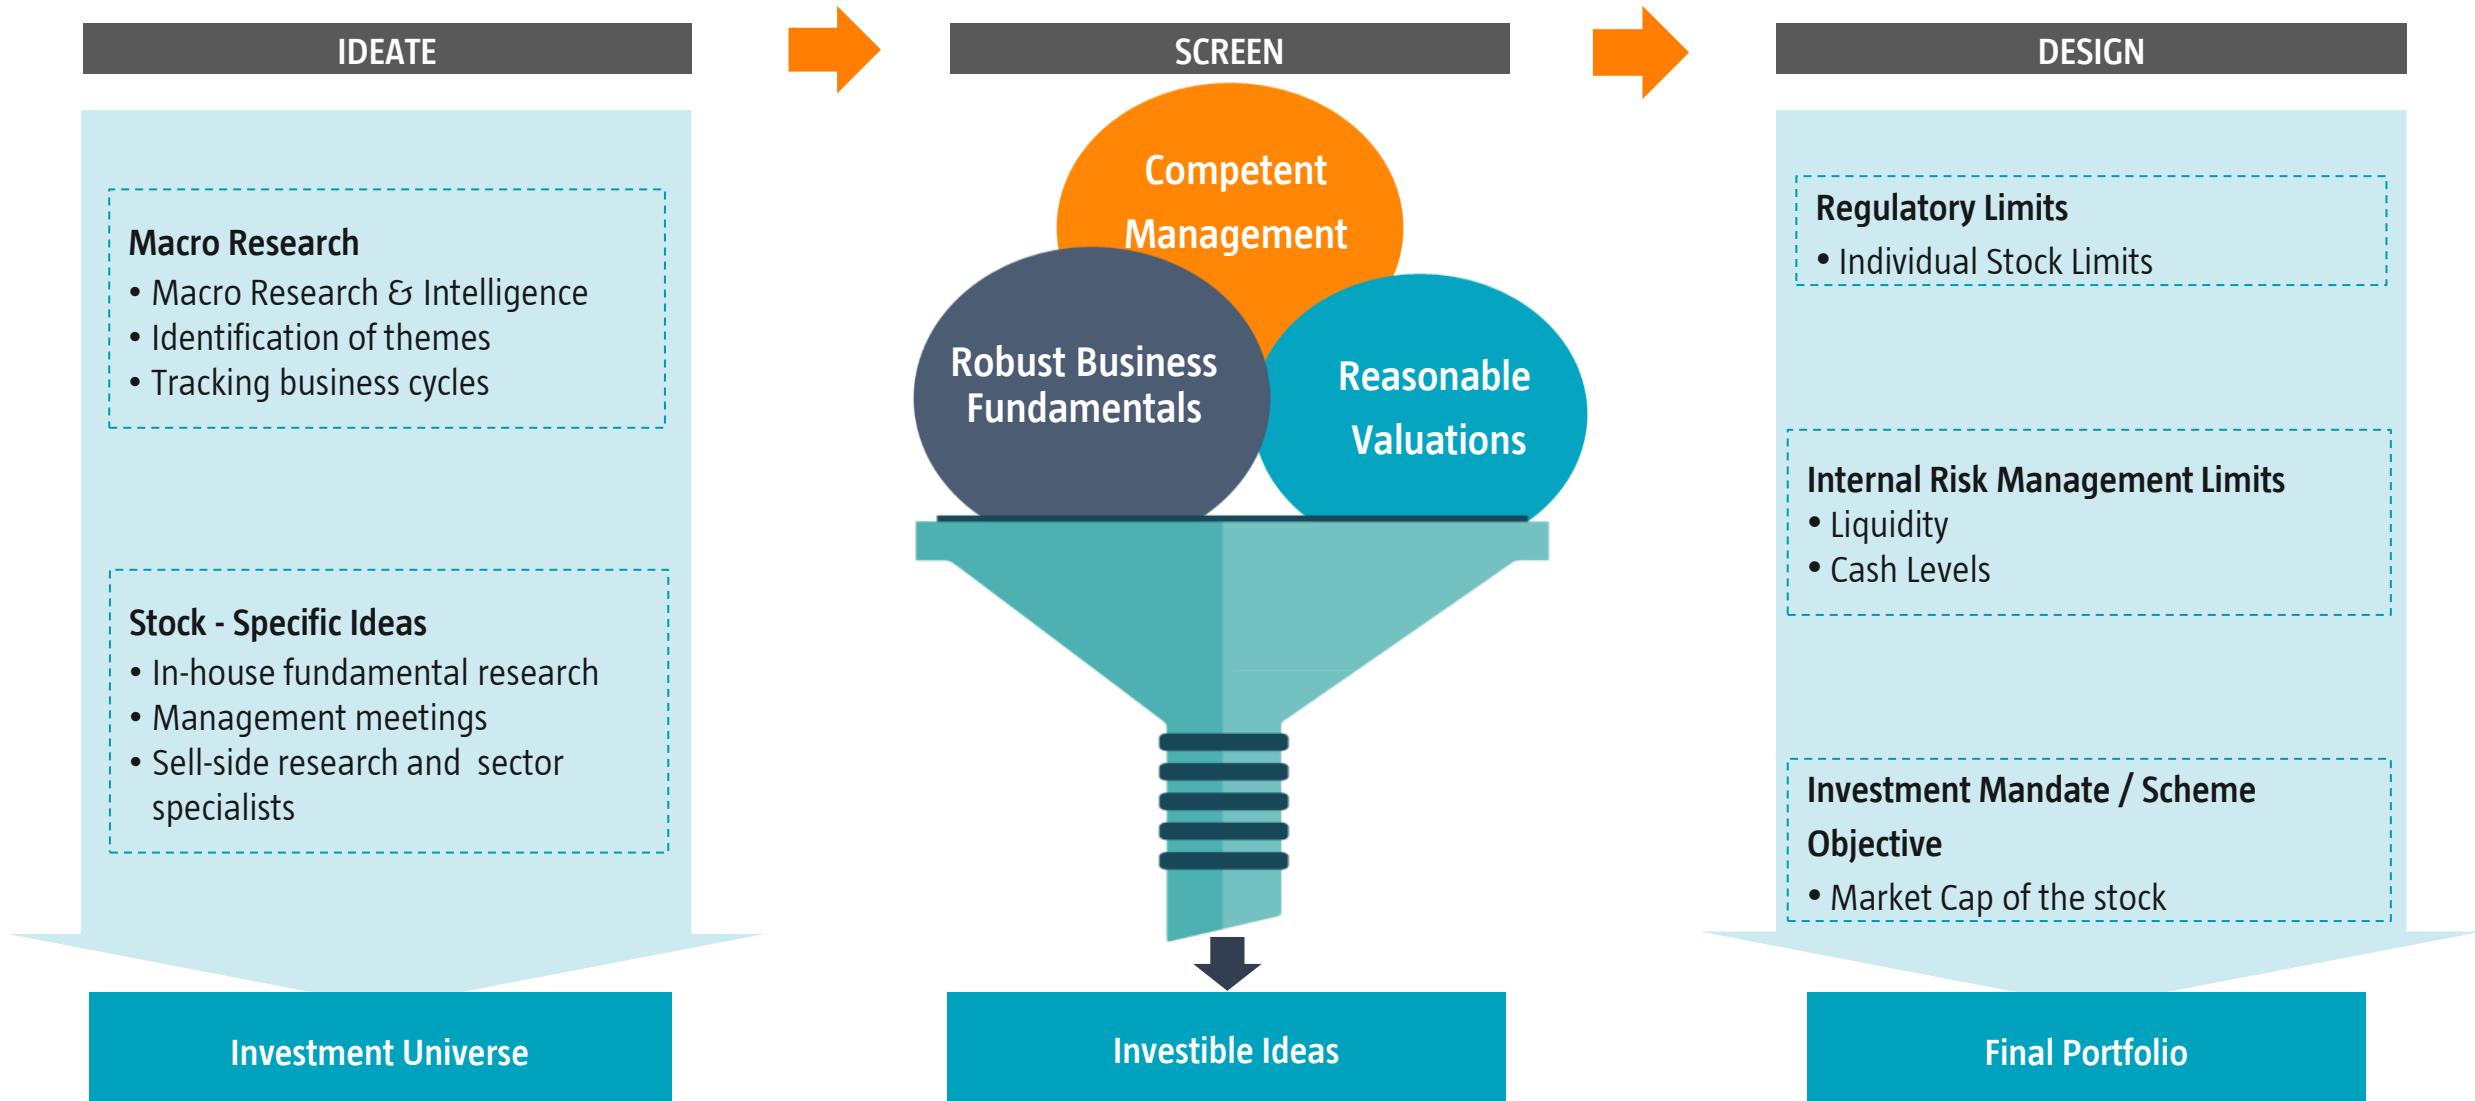 IDEATE
Macro Research
• Macro Research & Intelligence
• Identification of themes
• Tracking business cycles
Stock - Specific Ideas
• In-house fundamental research
• Management meetings
• Sell-side research and sector
specialists
Investment Universe
SCREEN
Competent
Management
Robust Business
Fundamentals
Reasonable
Valuations
Investible Ideas
DESIGN
Regulatory Limits
• Individual Stock Limits
Internal Risk Management Limits
• Liquidity
• Cash Levels
Investment Mandate / Scheme
Objective
• Market Cap of the stock
Final Portfolio